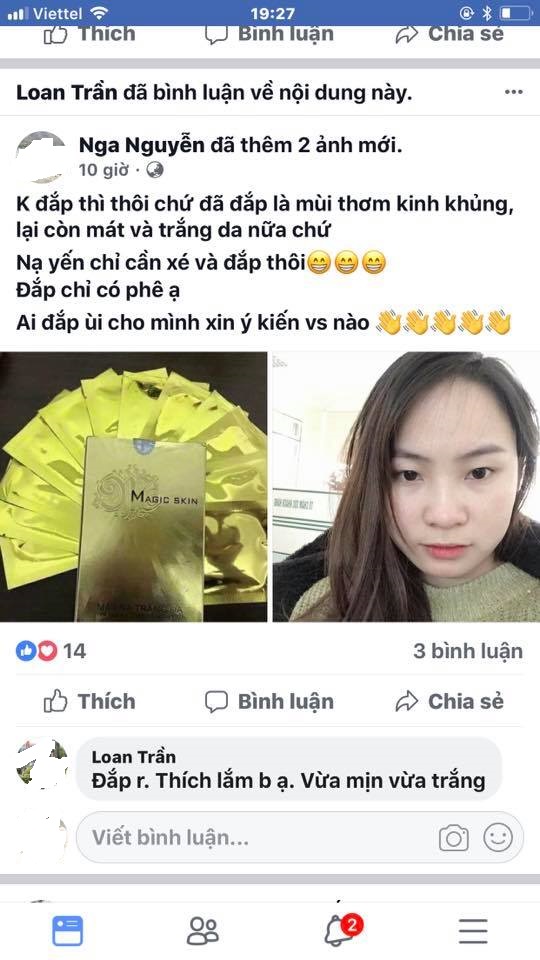 Viettel
19:27
Thích
Bình luận
Chia sẻ
Loan Trần đã bình luận về nội dung này.
Nga Nguyễn đã thêm 2 ảnh mới.
10 giờ
K đắp thì thôi chứ đã đắp là mùi thơm kinh khủng,
lại còn mát và trắng da nữa chứ
Nạ yến chỉ cần xé và đắp thôi😁😁😁
Đắp chỉ có phê ạ
Ai đắp ùi cho mình xin ý kiến vs nào 👋👋👋👋👋
MAGIC SKIN
14
3 bình luận
Thích
Bình luận
Chia sẻ
Loan Trần
Đắp r. Thích lắm b ạ. Vừa mịn vừa trắng
Viết bình luận...
2